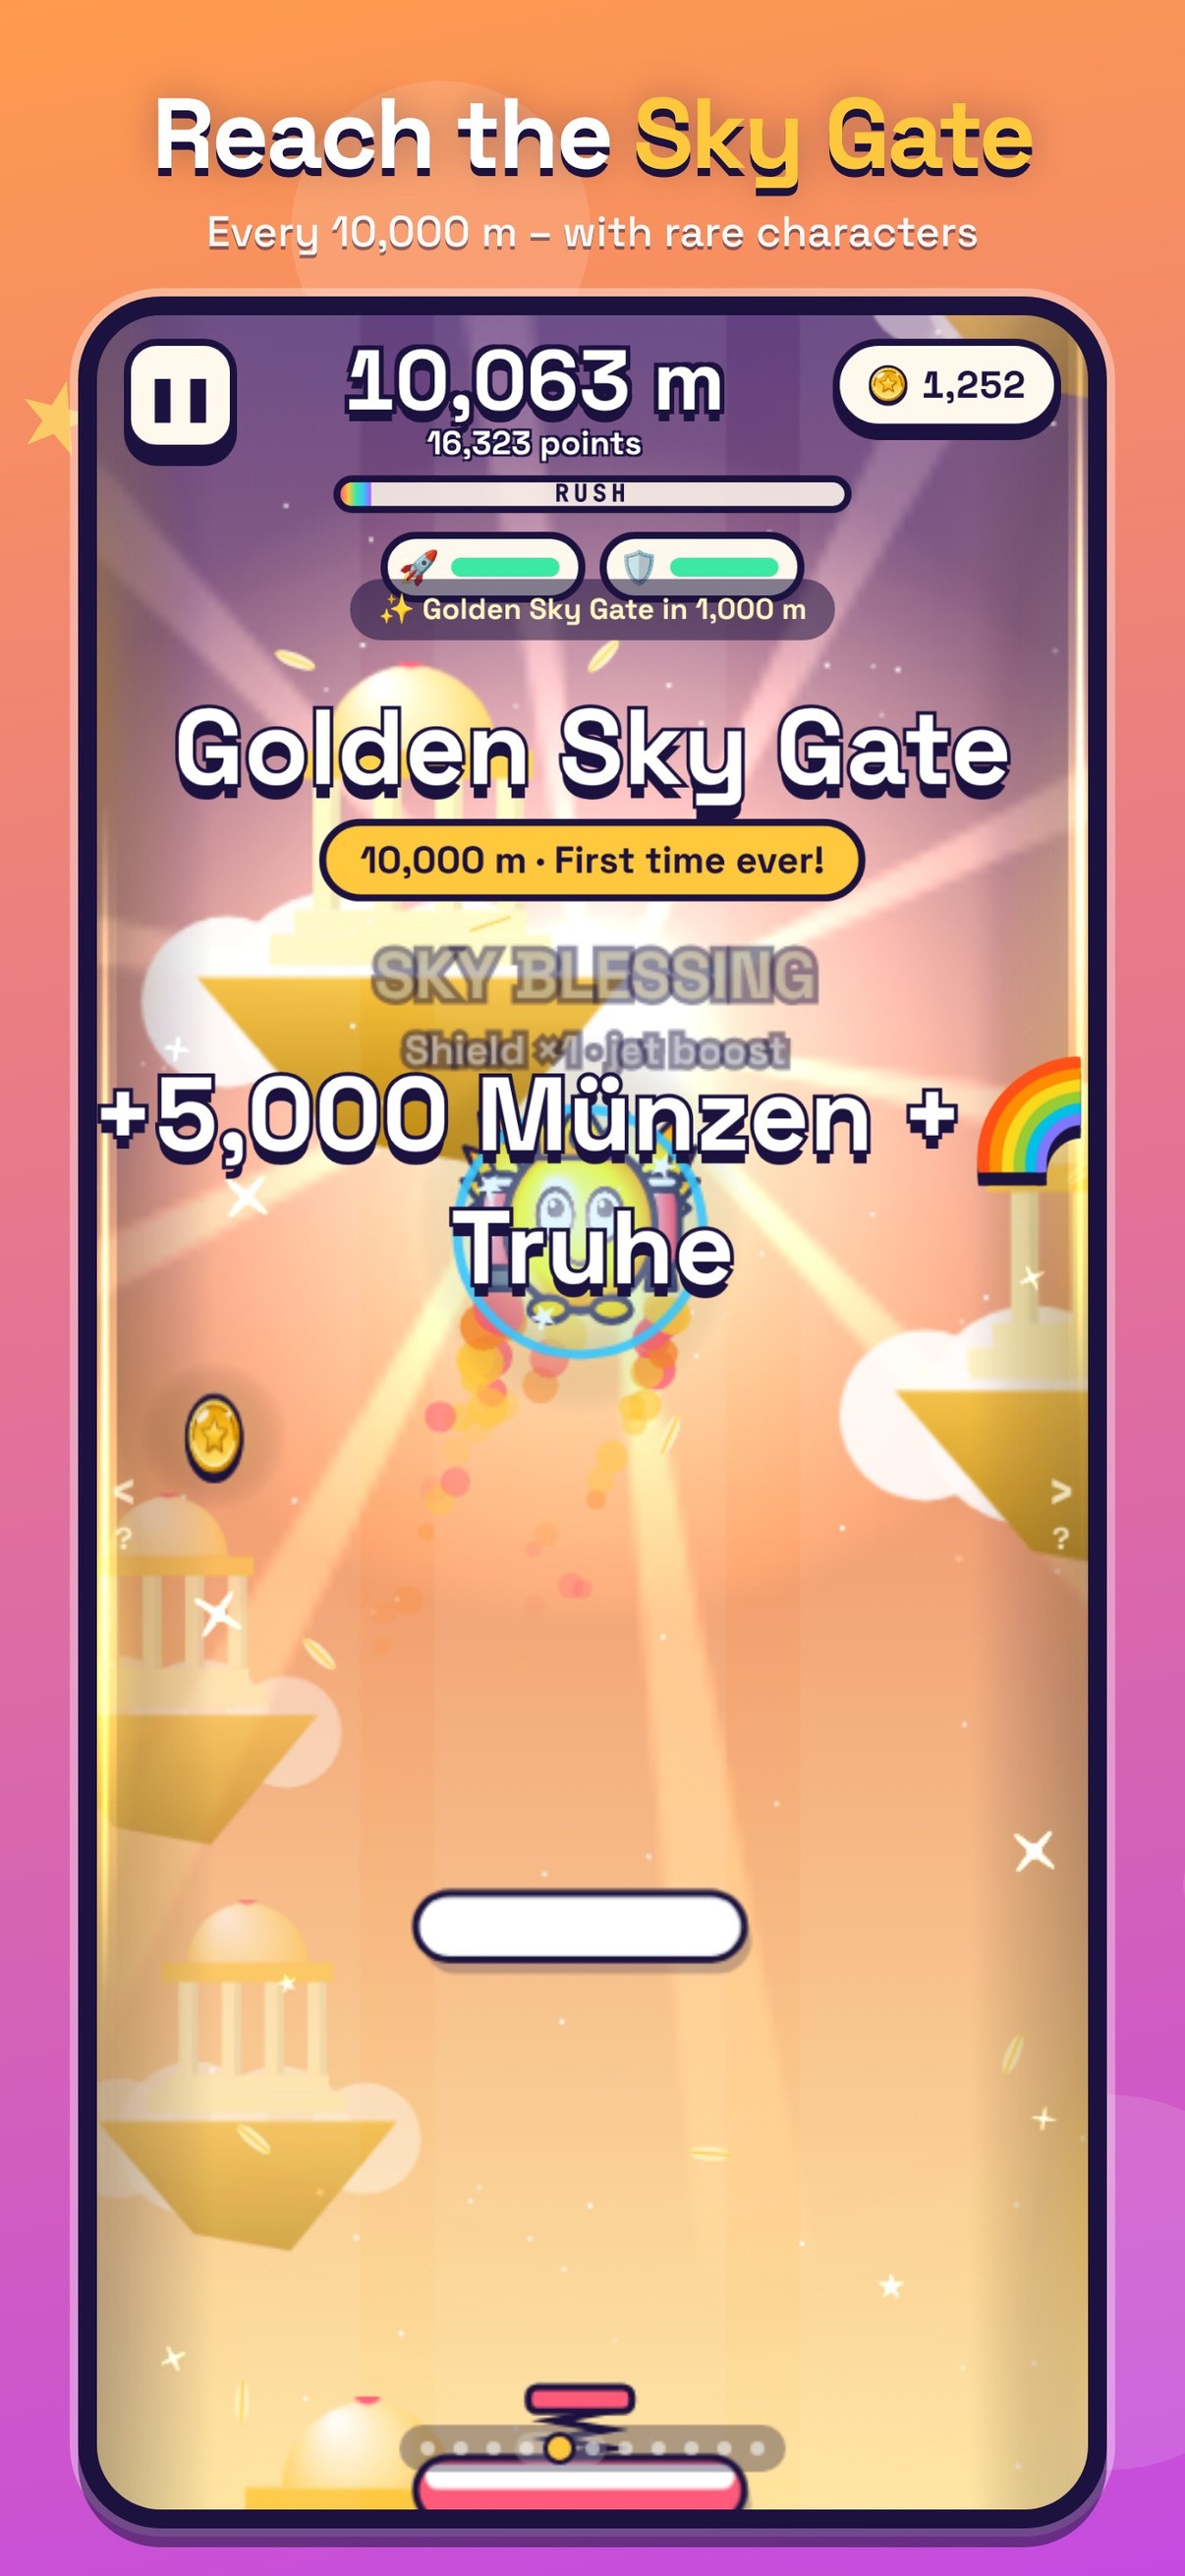 Reach the Sky Gate
Every 10,000 m – with rare characters
10,063 m
1,252
16,323 points
RUSH
✨ Golden Sky Gate in 1,000 m
Golden Sky Gate
10,000 m · First time ever!
SKY BLESSING
Shield ×1 • jet boost
+5,000 Münzen + 🌈
Truhe
< >
? ?